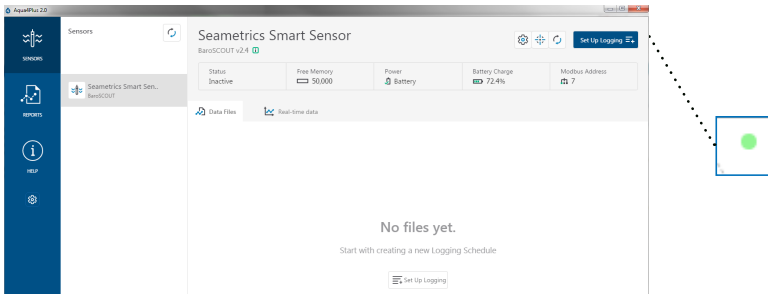 Aqua4Plus 2.0
SENSORS
REPORTS
HELP
Sensors
Seametrics Smart Sen..
BaroSCOUT
Seametrics Smart Sensor
BaroSCOUT v2.4
Set Up Logging
Status
Inactive
Free Memory
50,000
Power
Battery
Battery Charge
72.4%
Modbus Address
7
Data Files
Real-time data
No files yet.
Start with creating a new Logging Schedule
Set Up Logging